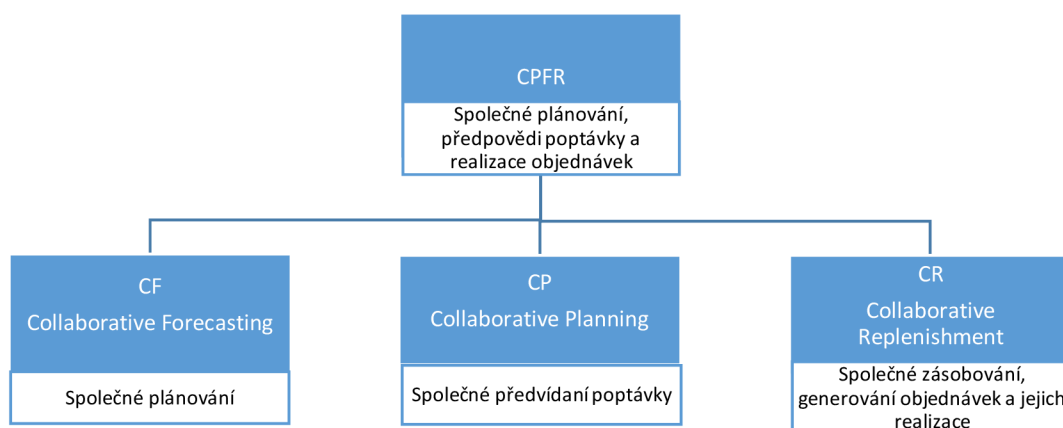 CPFR
Společné plánování,
předpovědi poptávky a
realizace objednávek
CF
Collaborative Forecasting
Společné plánování
CP
Collaborative Planning
Společné předvídaní poptávky
CR
Collaborative
Replenishment
Společné zásobování,
generování objednávek a jejich
realizace